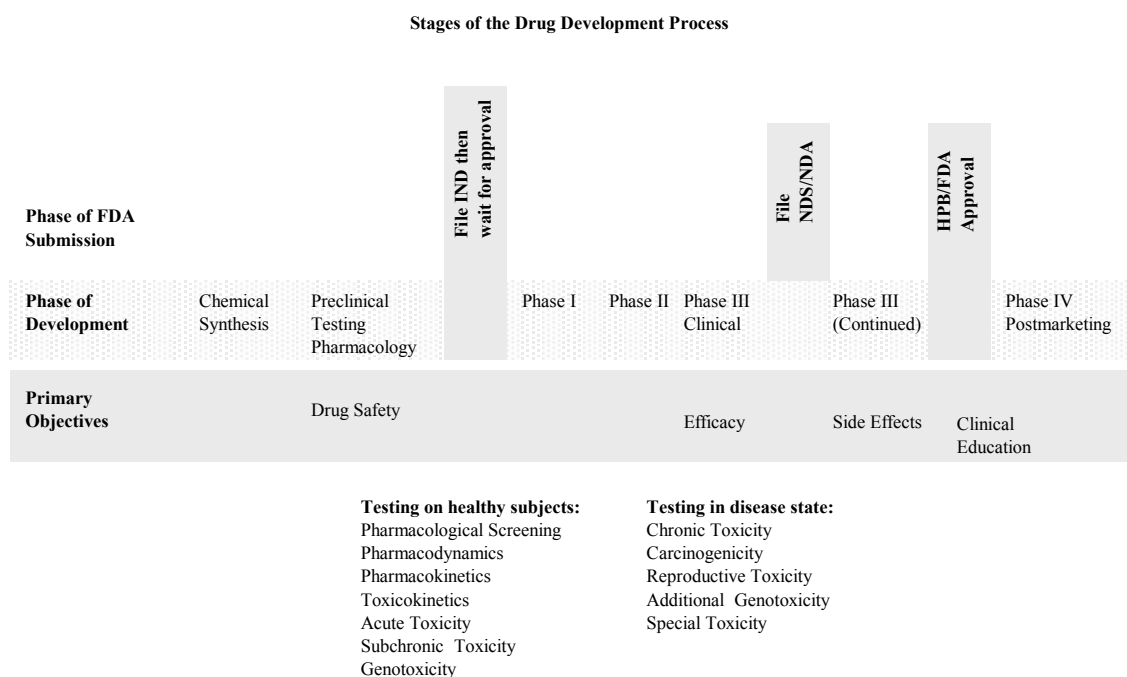 Stages of the Drug Development Process
File IND then
wait for approval
File
NDS/NDA
HPB/FDA
Approval
Phase of FDA
Submission
Phase of
Development
Chemical
Synthesis
Preclinical
Testing
Pharmacology
Phase I
Phase II
Phase III
Clinical
Phase III
(Continued)
Phase IV
Postmarketing
Primary
Objectives
Drug Safety
Efficacy
Side Effects
Clinical
Education
Testing on healthy subjects:
Pharmacological Screening
Pharmacodynamics
Pharmacokinetics
Toxicokinetics
Acute Toxicity
Subchronic Toxicity
Genotoxicity
Testing in disease state:
Chronic Toxicity
Carcinogenicity
Reproductive Toxicity
Additional Genotoxicity
Special Toxicity